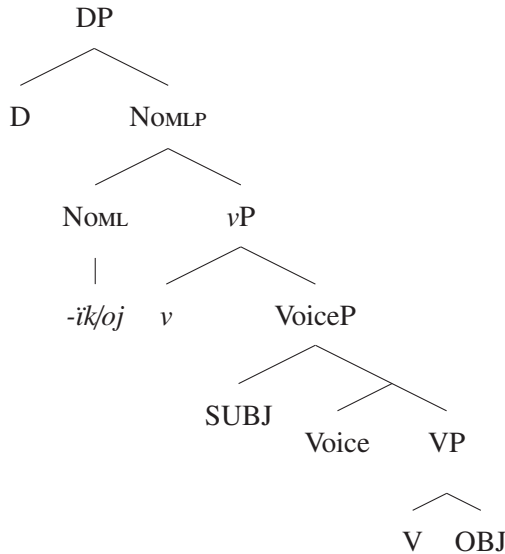 DP
D NOMLP
NOML vP
-ïk/oj v VoiceP
SUBJ
Voice VP
V OBJ